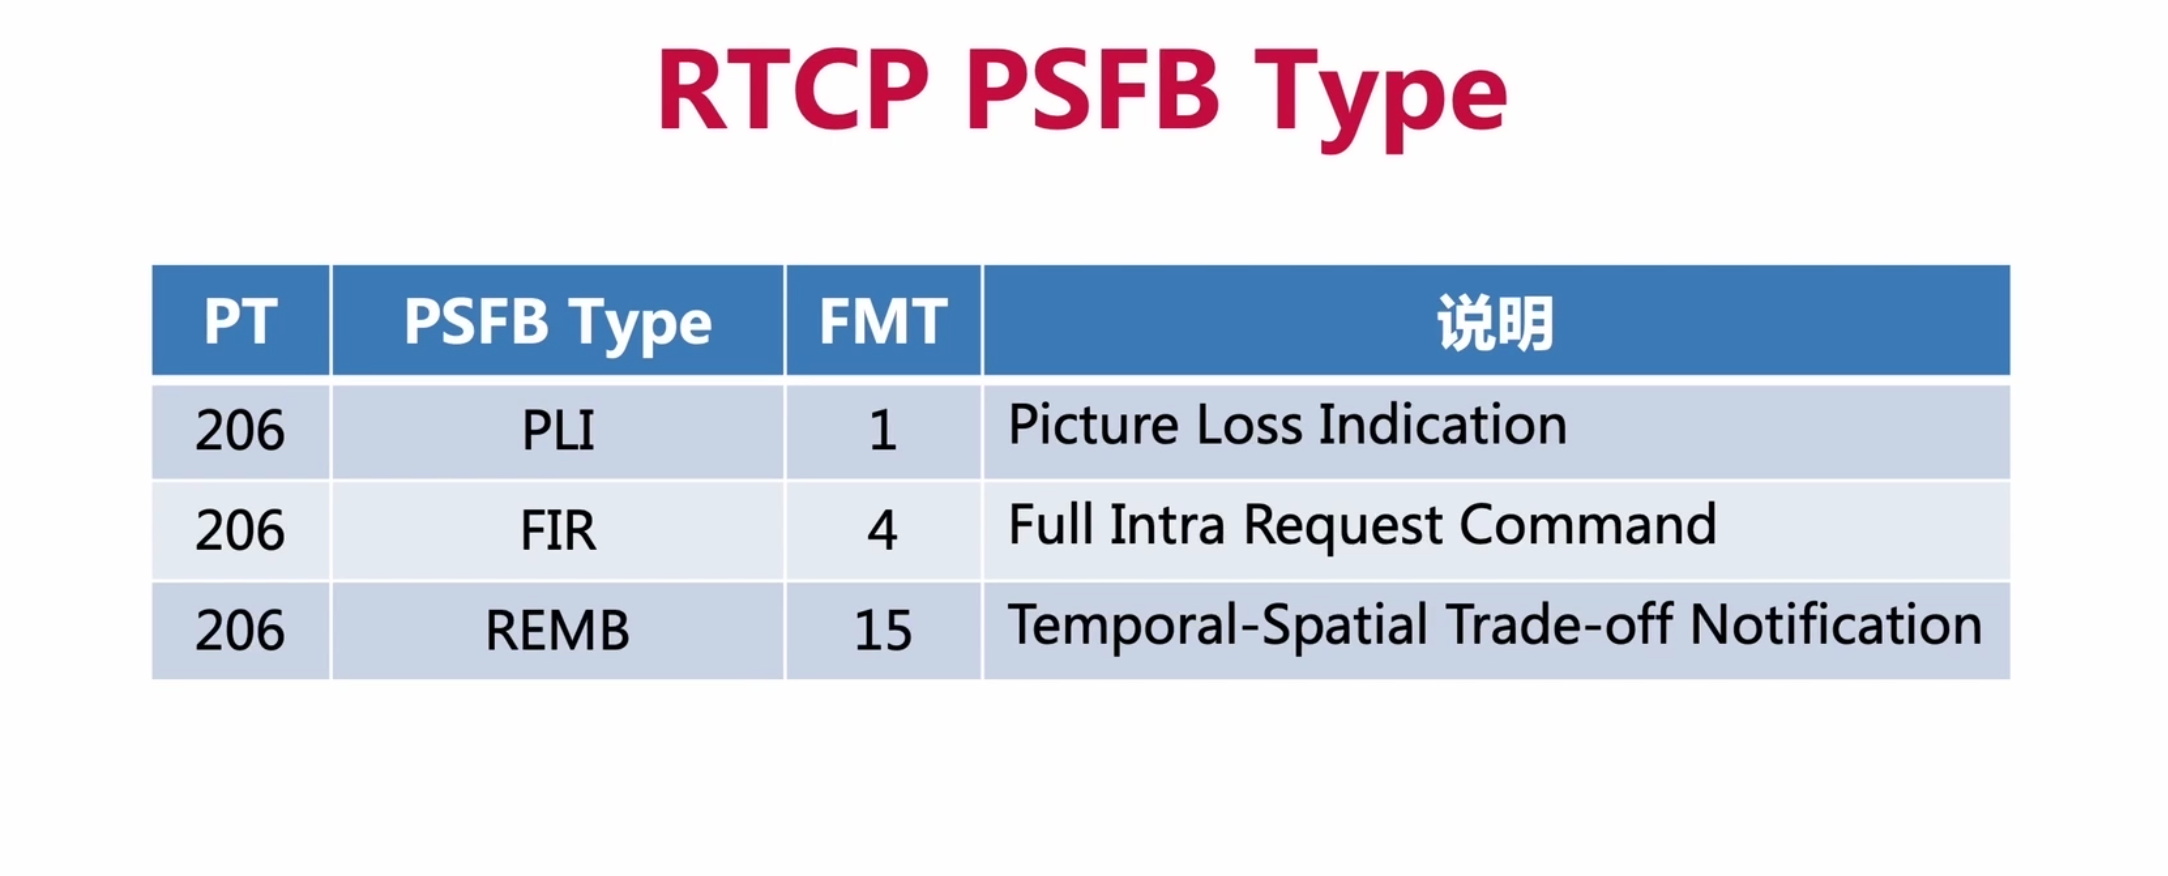 RTCP PSFB Type
PT PSFB Type FMT 说明
206 PLI 1 Picture Loss Indication
206 FIR 4 Full Intra Request Command
206 REMB 15 Temporal-Spatial Trade-off Notification